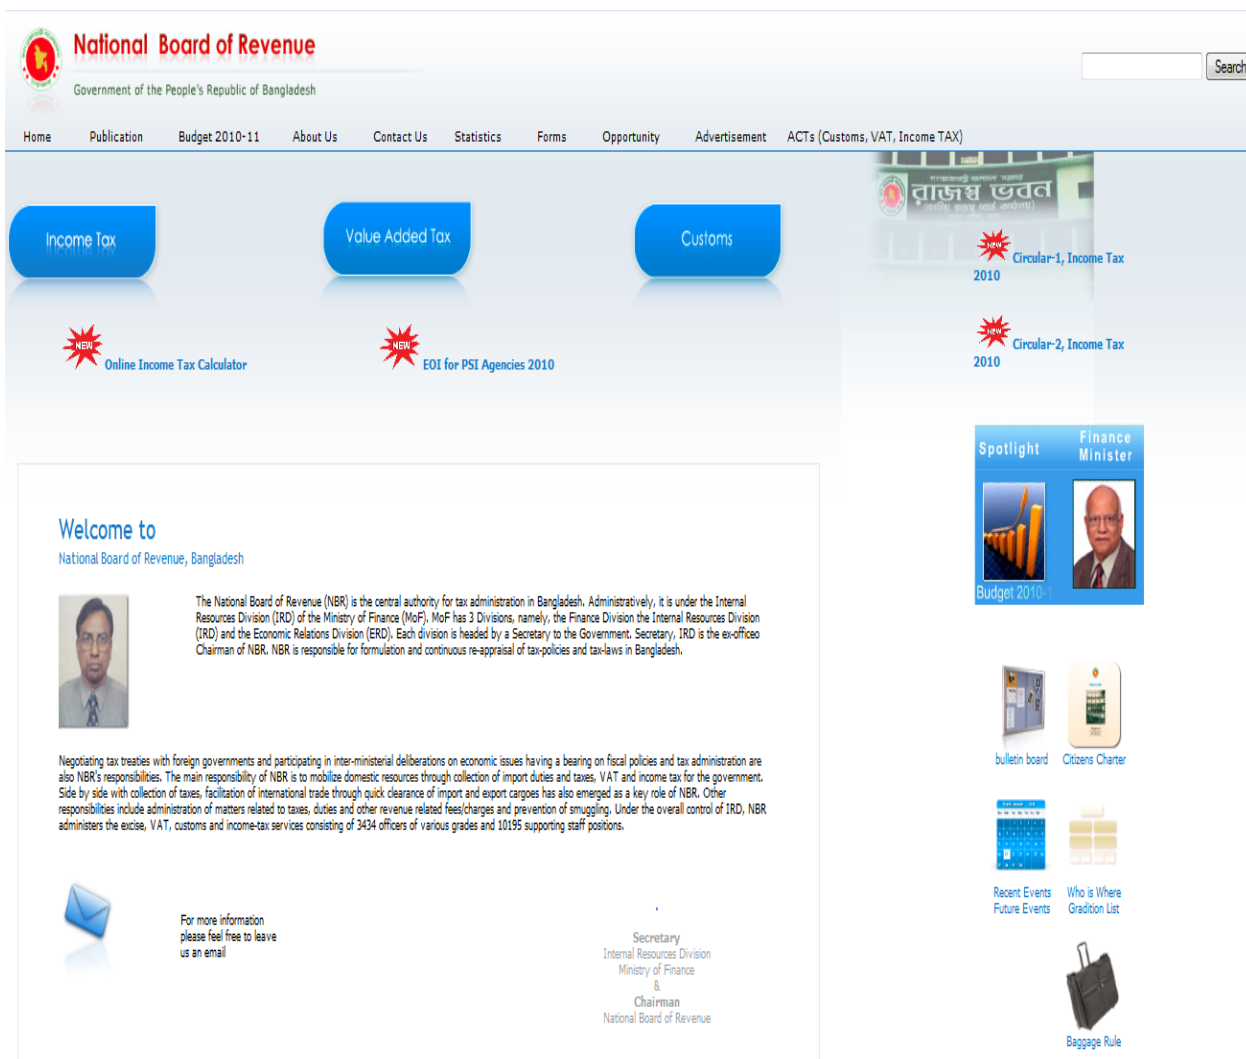 National Board of Revenue
Government of the People's Republic of Bangladesh
Search
Home Publication Budget 2010-11 About Us Contact Us Statistics Forms Opportunity Advertisement ACTs (Customs, VAT, Income TAX)
রাজস্ব ভবন
Income Tax
Value Added Tax
Customs
NEW
Circular-1, Income Tax
2010
NEW
Online Income Tax Calculator
NEW
EOI for PSI Agencies 2010
NEW
Circular-2, Income Tax
2010
Spotlight
Finance
Minister
Budget 2010-1
Welcome to
National Board of Revenue, Bangladesh
The National Board of Revenue (NBR) is the central authority for tax administration in Bangladesh. Administratively, it is under the Internal
Resources Division (IRD) of the Ministry of Finance (MoF). MoF has 3 Divisions, namely, the Finance Division the Internal Resources Division
(IRD) and the Economic Relations Division (ERD). Each division is headed by a Secretary to the Government. Secretary, IRD is the ex-officeo
Chairman of NBR. NBR is responsible for formulation and continuous re-appraisal of tax-policies and tax-laws in Bangladesh.
Negotiating tax treaties with foreign governments and participating in inter-ministerial deliberations on economic issues having a bearing on fiscal policies and tax administration are
also NBR's responsibilities. The main responsibility of NBR is to mobilize domestic resources through collection of import duties and taxes, VAT and income tax for the government.
Side by side with collection of taxes, facilitation of international trade through quick clearance of import and export cargoes has also emerged as a key role of NBR. Other
responsibilities include administration of matters related to taxes, duties and other revenue related fees/charges and prevention of smuggling. Under the overall control of IRD, NBR
administers the excise, VAT, customs and income-tax services consisting of 3434 officers of various grades and 10195 supporting staff positions.
For more information
please feel free to leave
us an email
Secretary
Internal Resources Division
Ministry of Finance
&
Chairman
National Board of Revenue
bulletin board
Citizens Charter
Recent Events
Future Events
Who is Where
Gradition List
Baggage Rule